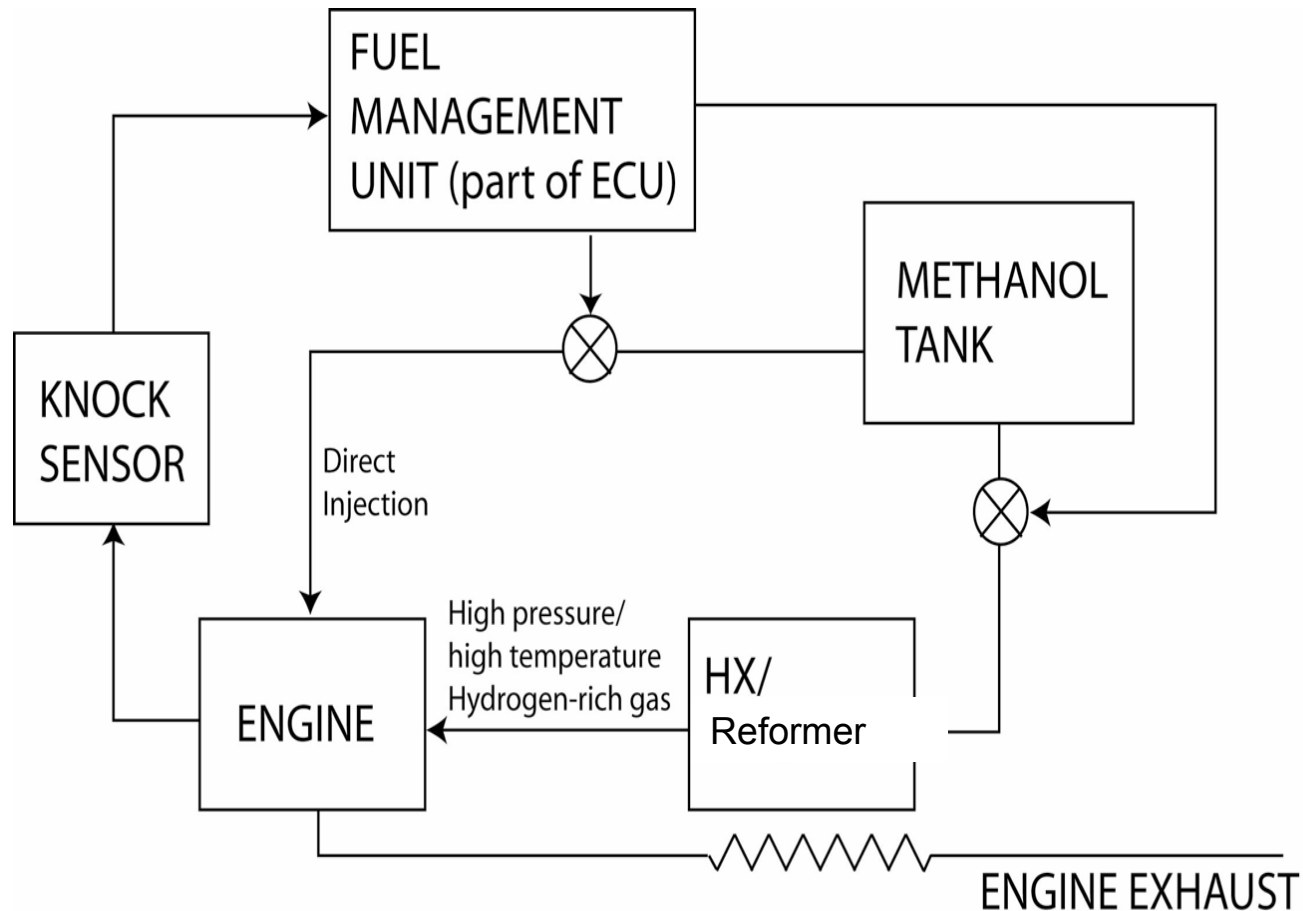 FUEL
MANAGEMENT
UNIT (part of ECU)
METHANOL
TANK
KNOCK
SENSOR
Direct
Injection
High pressure/
high temperature
Hydrogen-rich gas
HX/
Reformer
ENGINE
ENGINE EXHAUST